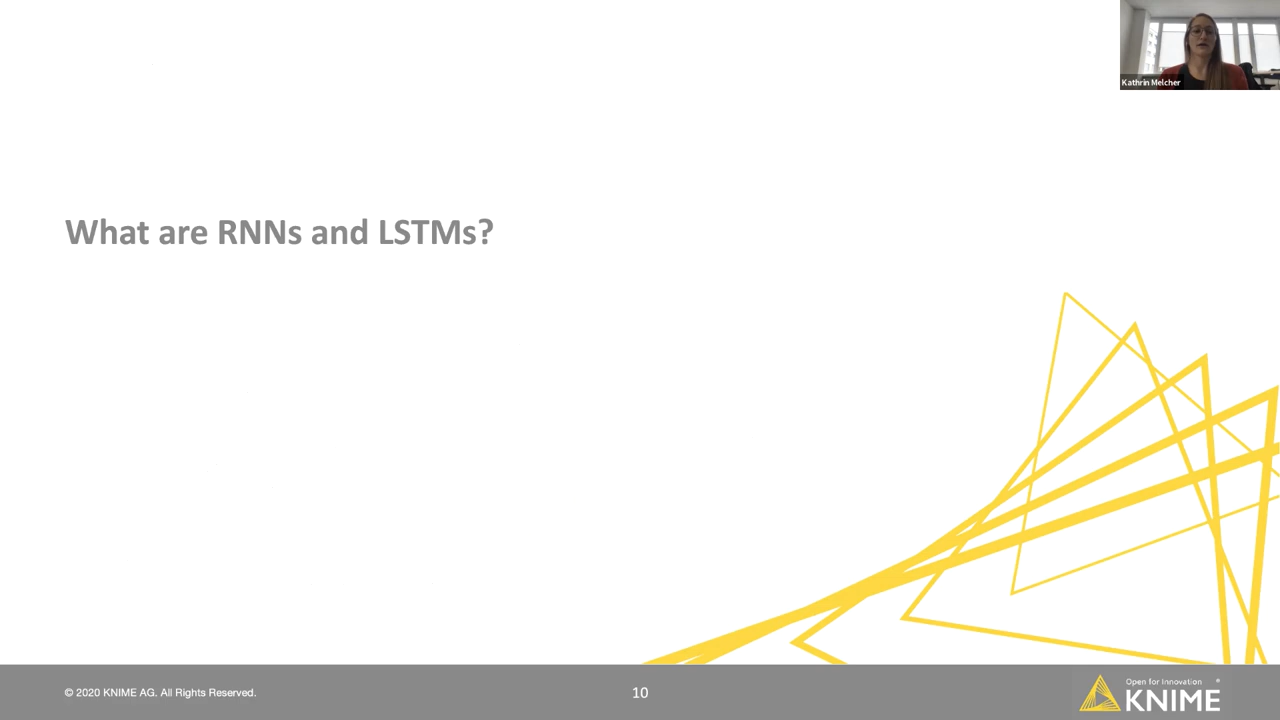 Kathrin Melcher
What are RNNs and LSTMs?
© 2020 KNIME AG. All Rights Reserved.
10
Open for Innovation ®
KNIME